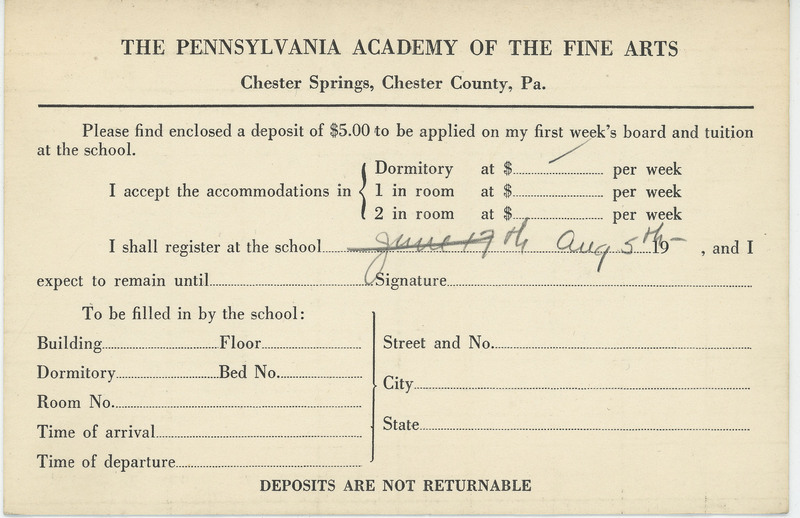 THE PENNSYLVANIA ACADEMY OF THE FINE ARTS
Chester Springs, Chester County, Pa.
Please find enclosed a deposit of $5.00 to be applied on my first week's board and tuition
at the school.
I accept the accommodations in { Dormitory at $ per week
1 in room at $ per week
2 in room at $ per week
I shall register at the school June 17th Aug 5th 19 , and I
expect to remain until Signature
To be filled in by the school:
Building Floor
Dormitory Bed No.
Room No.
Time of arrival
Time of departure
Street and No.
City
State
DEPOSITS ARE NOT RETURNABLE